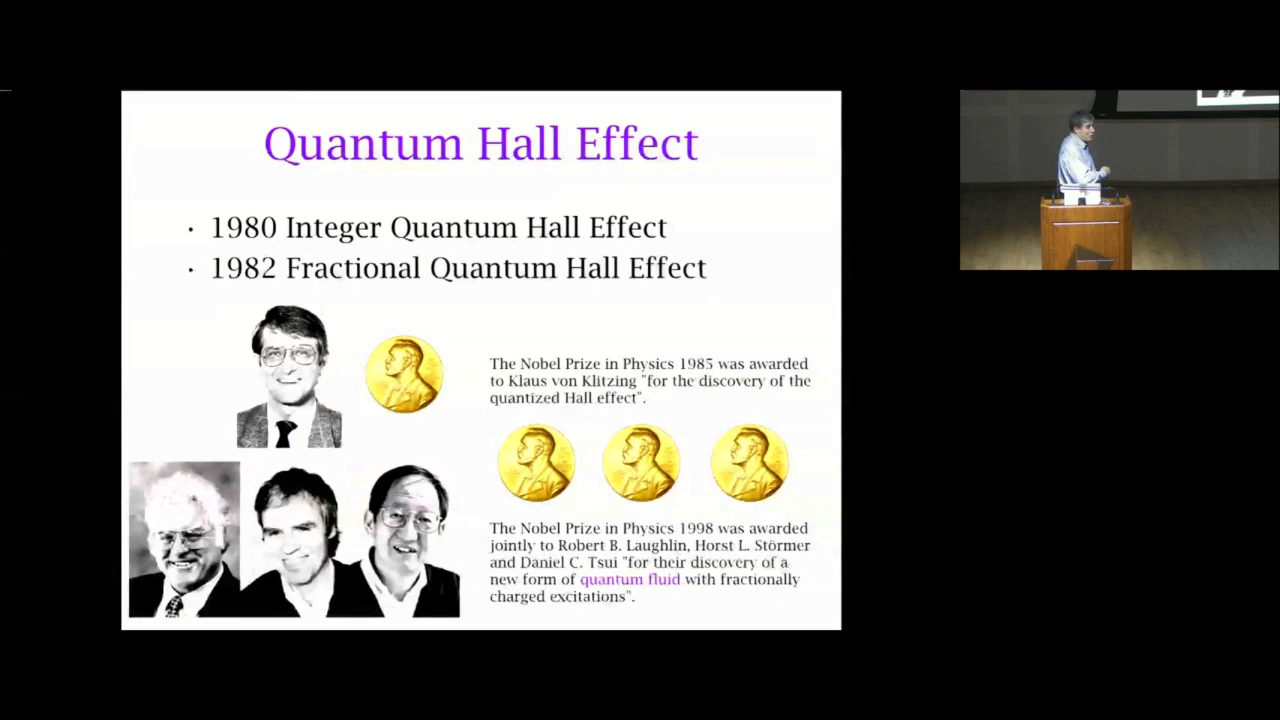 Quantum Hall Effect
· 1980 Integer Quantum Hall Effect
· 1982 Fractional Quantum Hall Effect
The Nobel Prize in Physics 1985 was awarded
to Klaus von Klitzing "for the discovery of the
quantized Hall effect".
The Nobel Prize in Physics 1998 was awarded
jointly to Robert B. Laughlin, Horst L. Störmer
and Daniel C. Tsui "for their discovery of a
new form of quantum fluid with fractionally
charged excitations".